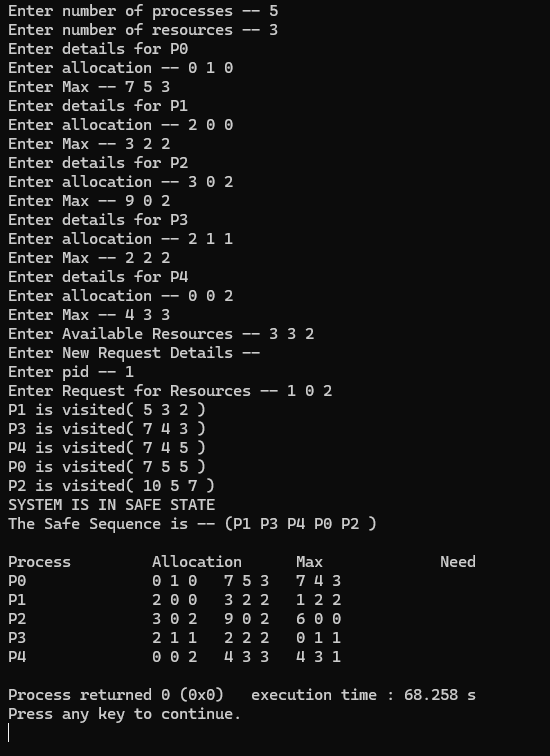 Enter number of processes -- 5
Enter number of resources -- 3
Enter details for P0
Enter allocation -- 0 1 0
Enter Max -- 7 5 3
Enter details for P1
Enter allocation -- 2 0 0
Enter Max -- 3 2 2
Enter details for P2
Enter allocation -- 3 0 2
Enter Max -- 9 0 2
Enter details for P3
Enter allocation -- 2 1 1
Enter Max -- 2 2 2
Enter details for P4
Enter allocation -- 0 0 2
Enter Max -- 4 3 3
Enter Available Resources -- 3 3 2
Enter New Request Details --
Enter pid -- 1
Enter Request for Resources -- 1 0 2
P1 is visited( 5 3 2 )
P3 is visited( 7 4 3 )
P4 is visited( 7 4 5 )
P0 is visited( 7 5 5 )
P2 is visited( 10 5 7 )
SYSTEM IS IN SAFE STATE
The Safe Sequence is -- (P1 P3 P4 P0 P2 )
Process Allocation Max Need
P0 0 1 0 7 5 3 7 4 3
P1 2 0 0 3 2 2 1 2 2
P2 3 0 2 9 0 2 6 0 0
P3 2 1 1 2 2 2 0 1 1
P4 0 0 2 4 3 3 4 3 1
Process returned 0 (0x0) execution time : 68.258 s
Press any key to continue.